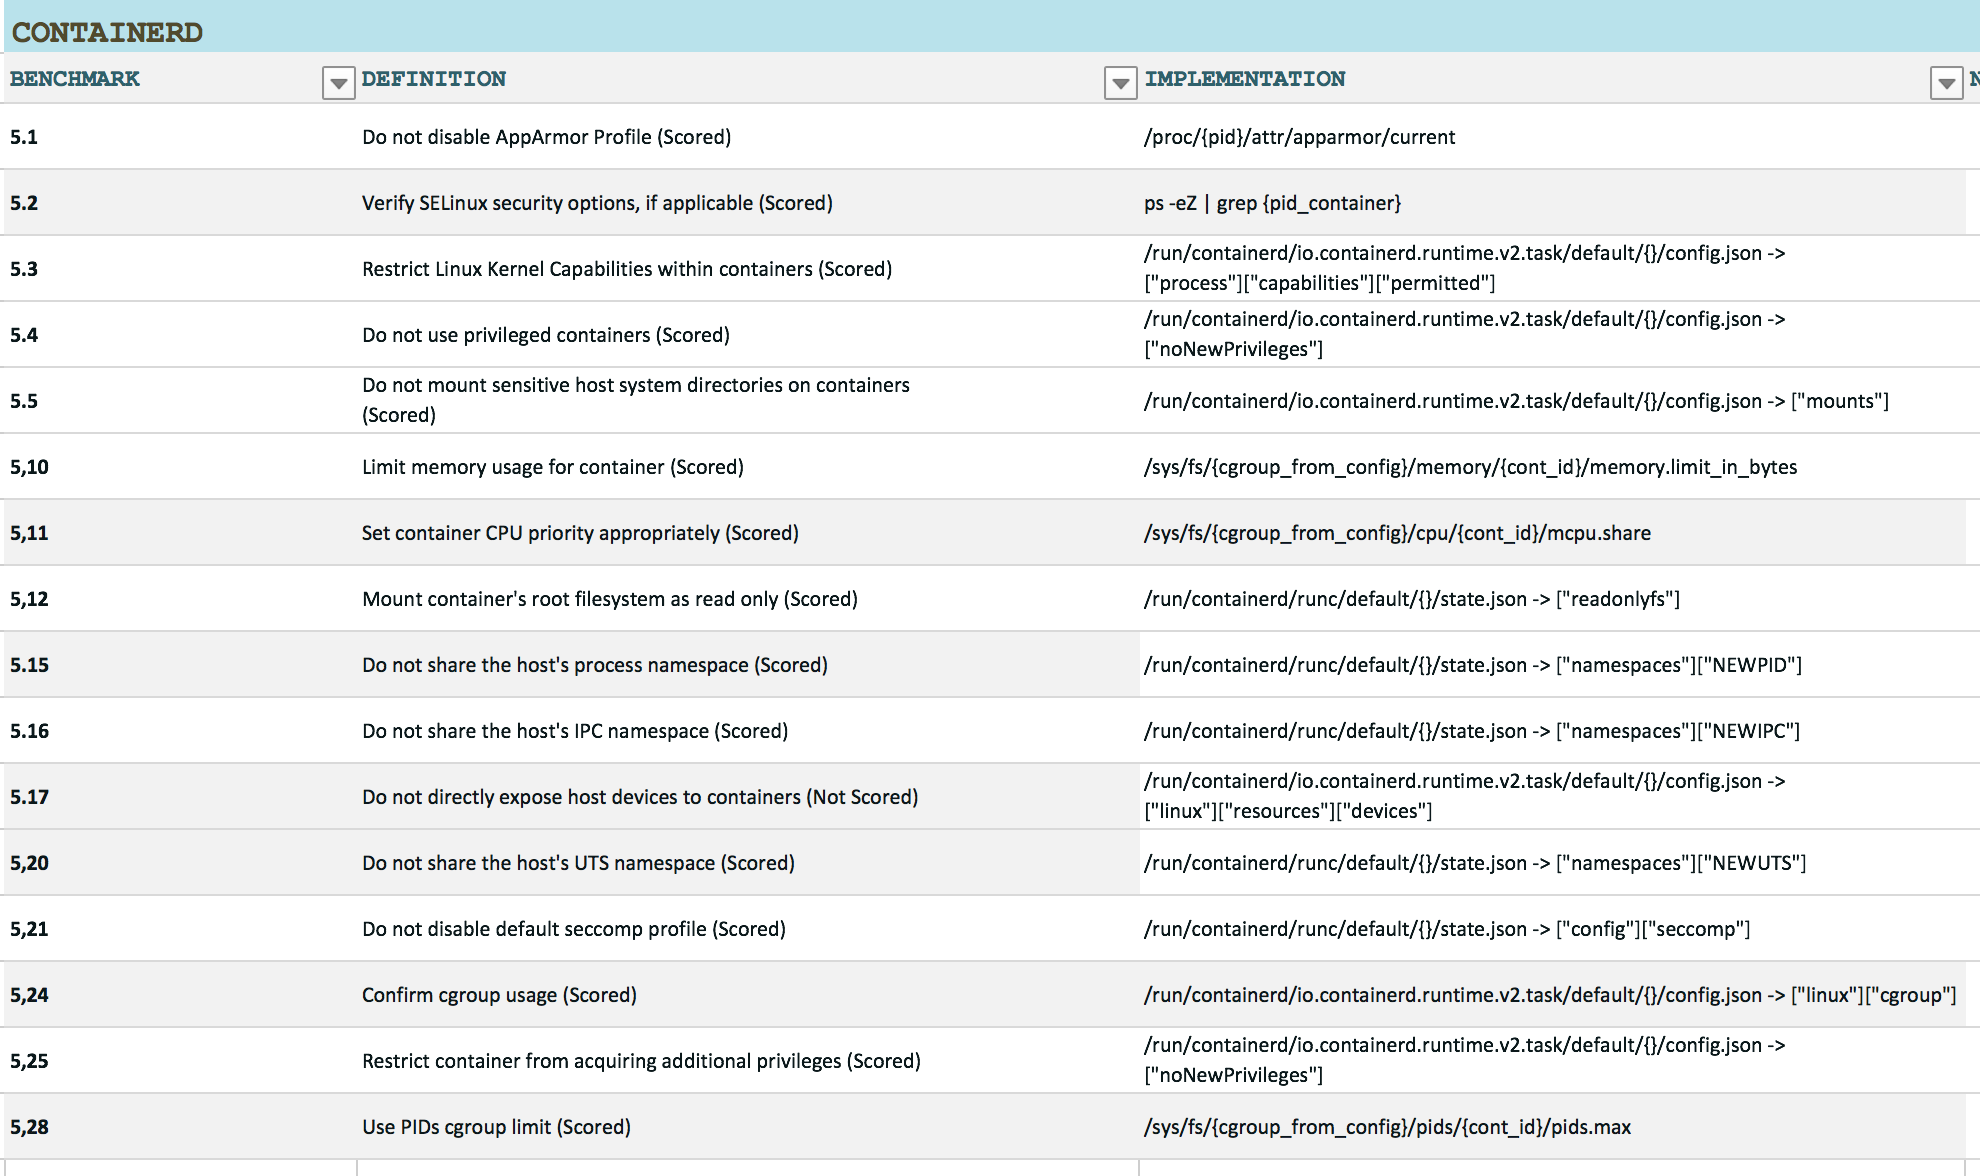 CONTAINERD
BENCHMARK DEFINITION IMPLEMENTATION N
5.1 Do not disable AppArmor Profile (Scored) /proc/{pid}/attr/apparmor/current
5.2 Verify SELinux security options, if applicable (Scored) ps -eZ | grep {pid_container}
5.3 Restrict Linux Kernel Capabilities within containers (Scored) /run/containerd/io.containerd.runtime.v2.task/default/{}/config.json ->
["process"]["capabilities"]["permitted"]
5.4 Do not use privileged containers (Scored) /run/containerd/io.containerd.runtime.v2.task/default/{}/config.json ->
["noNewPrivileges"]
5.5 Do not mount sensitive host system directories on containers
(Scored) /run/containerd/io.containerd.runtime.v2.task/default/{}/config.json -> ["mounts"]
5,10 Limit memory usage for container (Scored) /sys/fs/{cgroup_from_config}/memory/{cont_id}/memory.limit_in_bytes
5,11 Set container CPU priority appropriately (Scored) /sys/fs/{cgroup_from_config}/cpu/{cont_id}/mcpu.share
5,12 Mount container's root filesystem as read only (Scored) /run/containerd/runc/default/{}/state.json -> ["readonlyfs"]
5.15 Do not share the host's process namespace (Scored) /run/containerd/runc/default/{}/state.json -> ["namespaces"]["NEWPID"]
5.16 Do not share the host's IPC namespace (Scored) /run/containerd/runc/default/{}/state.json -> ["namespaces"]["NEWIPC"]
5.17 Do not directly expose host devices to containers (Not Scored) /run/containerd/io.containerd.runtime.v2.task/default/{}/config.json ->
["linux"]["resources"]["devices"]
5,20 Do not share the host's UTS namespace (Scored) /run/containerd/runc/default/{}/state.json -> ["namespaces"]["NEWUTS"]
5,21 Do not disable default seccomp profile (Scored) /run/containerd/runc/default/{}/state.json -> ["config"]["seccomp"]
5,24 Confirm cgroup usage (Scored) /run/containerd/io.containerd.runtime.v2.task/default/{}/config.json -> ["linux"]["cgroup"]
5,25 Restrict container from acquiring additional privileges (Scored) /run/containerd/io.containerd.runtime.v2.task/default/{}/config.json ->
["noNewPrivileges"]
5,28 Use PIDs cgroup limit (Scored) /sys/fs/{cgroup_from_config}/pids/{cont_id}/pids.max